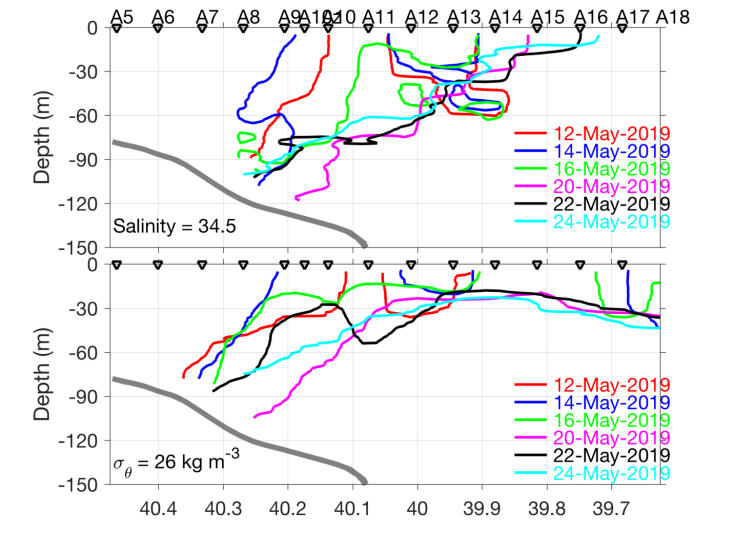 A5 A6 A7 A8 A9 A10 A11 A12 A13 A14 A15 A16 A17 A18
0
-30
-60
-90
-120
-150
Depth (m)
12-May-2019
14-May-2019
16-May-2019
20-May-2019
22-May-2019
24-May-2019
Salinity = 34.5
0
-30
-60
-90
-120
-150
Depth (m)
12-May-2019
14-May-2019
16-May-2019
20-May-2019
22-May-2019
24-May-2019
σθ = 26 kg m-3
40.4 40.3 40.2 40.1 40 39.9 39.8 39.7